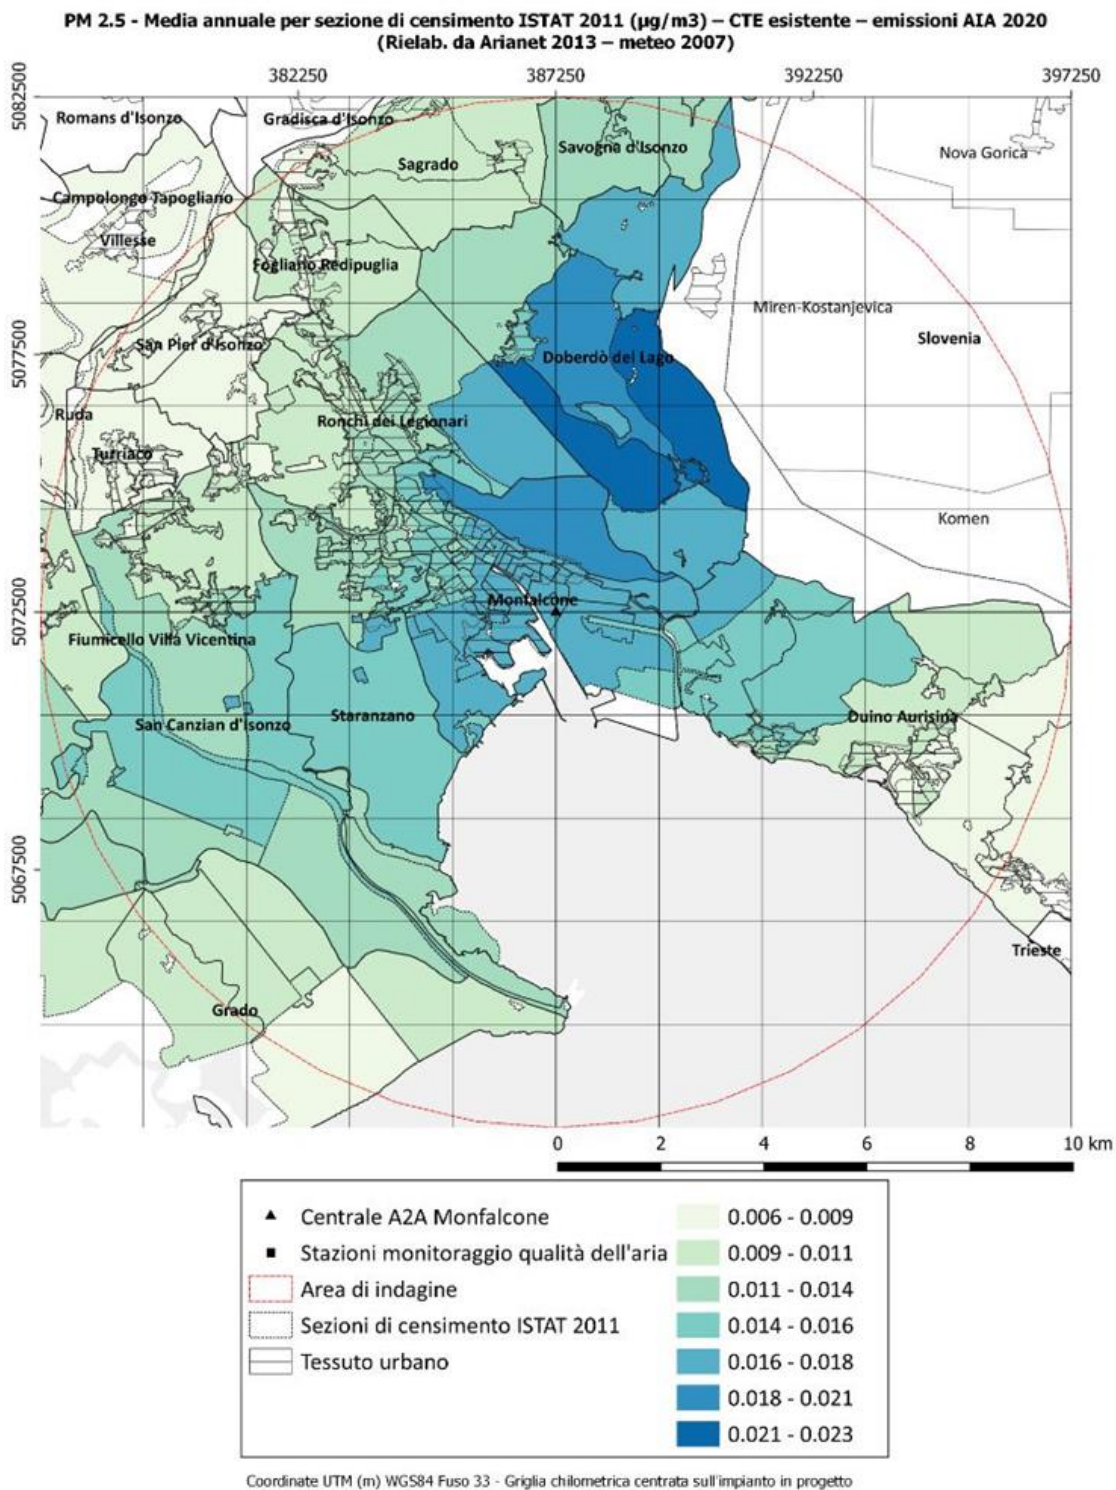 PM 2.5 - Media annuale per sezione di censimento ISTAT 2011 (µg/m3) – CTE esistente – emissioni AIA 2020
(Rielab. da Arianet 2013 – meteo 2007)
382250 387250 392250 397250
5082500
Romans d'Isonzo
Gradisca d'Isonzo
Savogna d'Isonzo
Nova Gorica
Sagrado
Campolongo Tapogliano
Villesse
Fogliano Redipuglia
Miren-Kostanjevica
Slovenia
San Pier d'Isonzo
5077500
Doberdò del Lago
Ruda
Ronchi dei Legionari
Turriaco
Komen
Monfalcone
5072500
Fiumicello Villa Vicentina
San Canzian d'Isonzo
Staranzano
Duino Aurisina
5067500
Trieste
Grado
0 2 4 6 8 10 km
Centrale A2A Monfalcone
Stazioni monitoraggio qualità dell'aria
Area di indagine
Sezioni di censimento ISTAT 2011
Tessuto urbano
0.006 - 0.009
0.009 - 0.011
0.011 - 0.014
0.014 - 0.016
0.016 - 0.018
0.018 - 0.021
0.021 - 0.023
Coordinate UTM (m) WGS84 Fuso 33 - Griglia chilometrica centrata sull'impianto in progetto